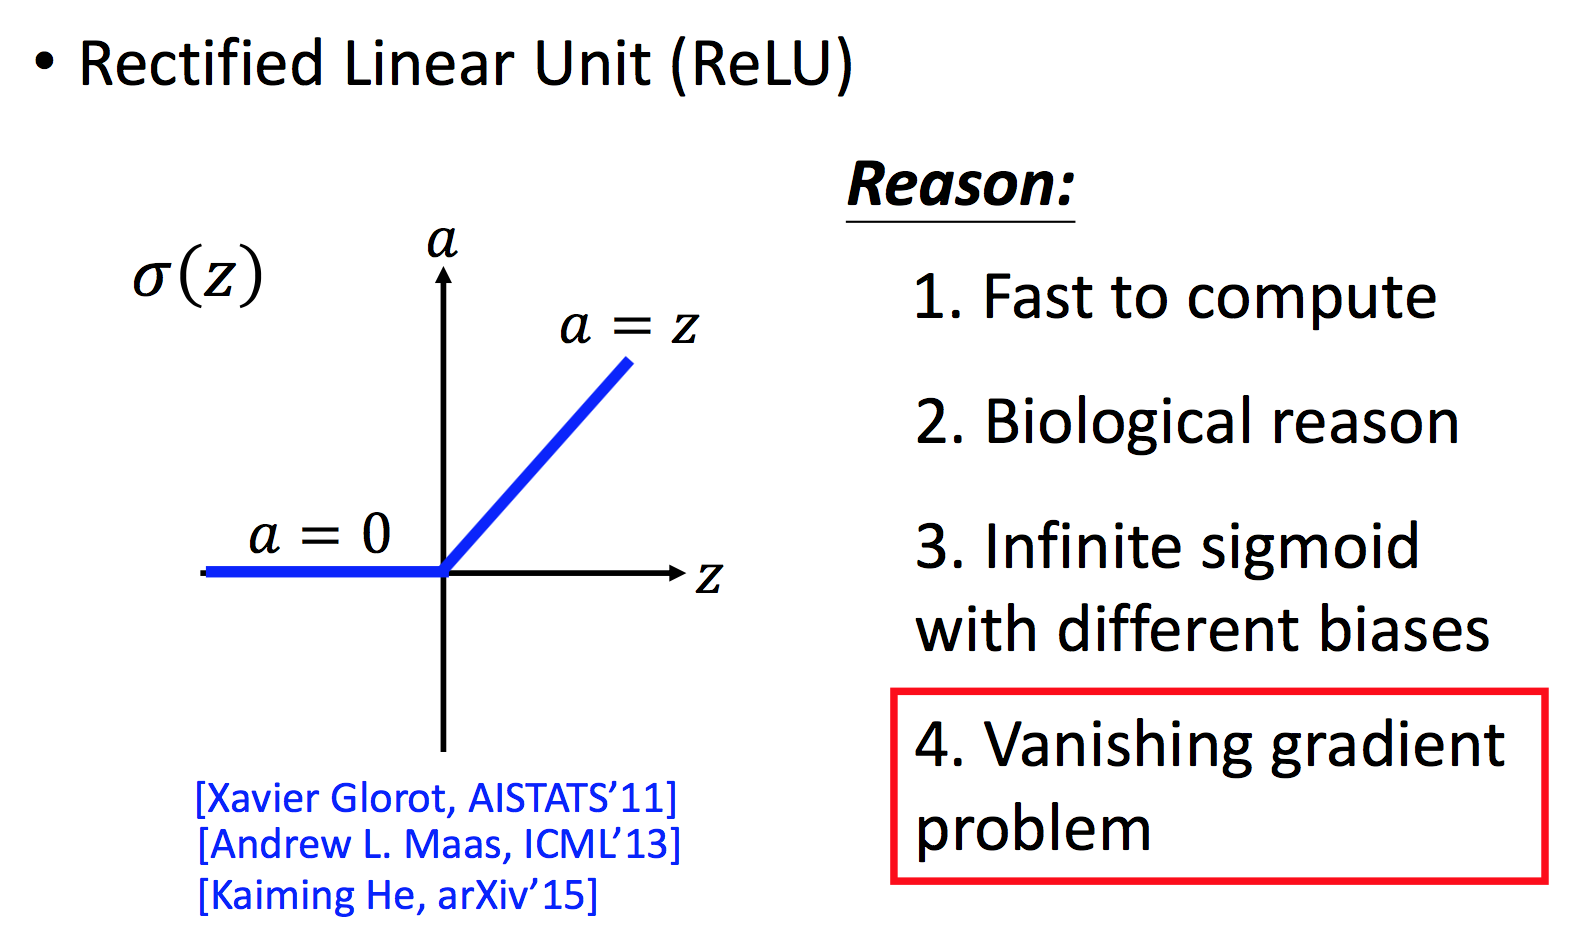 • Rectified Linear Unit (ReLU)
σ(z)
a
a = z
a = 0
z
[Xavier Glorot, AISTATS’11]
[Andrew L. Maas, ICML’13]
[Kaiming He, arXiv’15]
Reason:
1. Fast to compute
2. Biological reason
3. Infinite sigmoid
with different biases
4. Vanishing gradient
problem